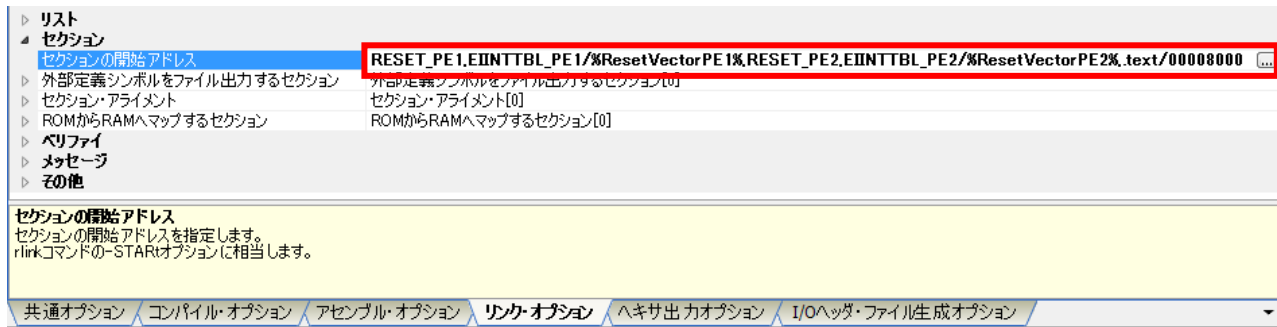 リスト
セクション
セクションの開始アドレス RESET_PE1,EIINTTBL_PE1/%ResetVectorPE1%,RESET_PE2,EIINTTBL_PE2/%ResetVectorPE2%,.text/00008000 ...
外部定義シンボルをファイル出力するセクション 外部定義シンボルをファイル出力するセクション[0]
セクション・アライメント セクション・アライメント[0]
ROMからRAMへマップするセクション ROMからRAMへマップするセクション[0]
ベリファイ
メッセージ
その他
セクションの開始アドレス
セクションの開始アドレスを指定します。
rlinkコマンドの-STARtオプションに相当します。
共通オプション コンパイル・オプション アセンブル・オプション リンク・オプション ヘキサ出力オプション I/Oヘッダ・ファイル生成オプション